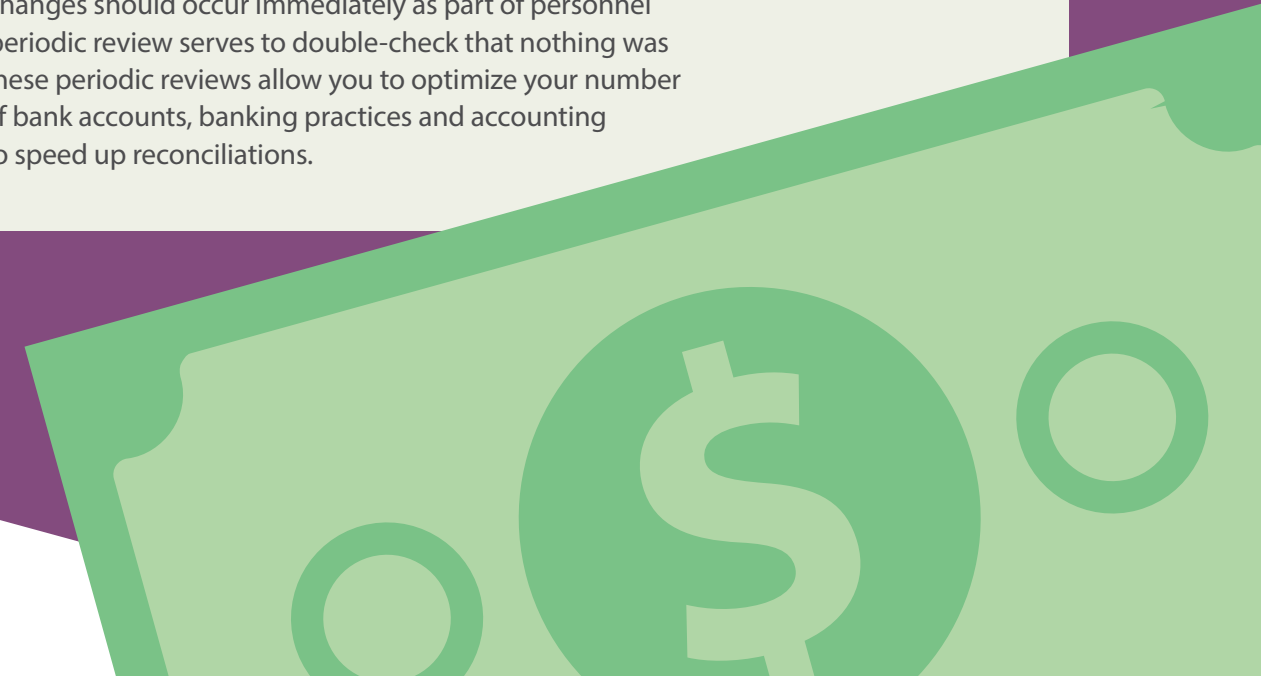 hanges should occur immediately as part of personnel
periodic review serves to double-check that nothing was
hese periodic reviews allow you to optimize your number
f bank accounts, banking practices and accounting
o speed up reconciliations.
$